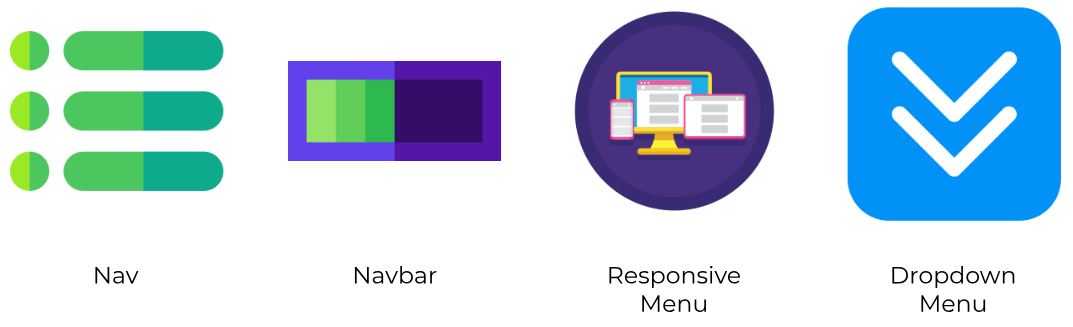 Nav
Navbar
Responsive
Menu
Dropdown
Menu